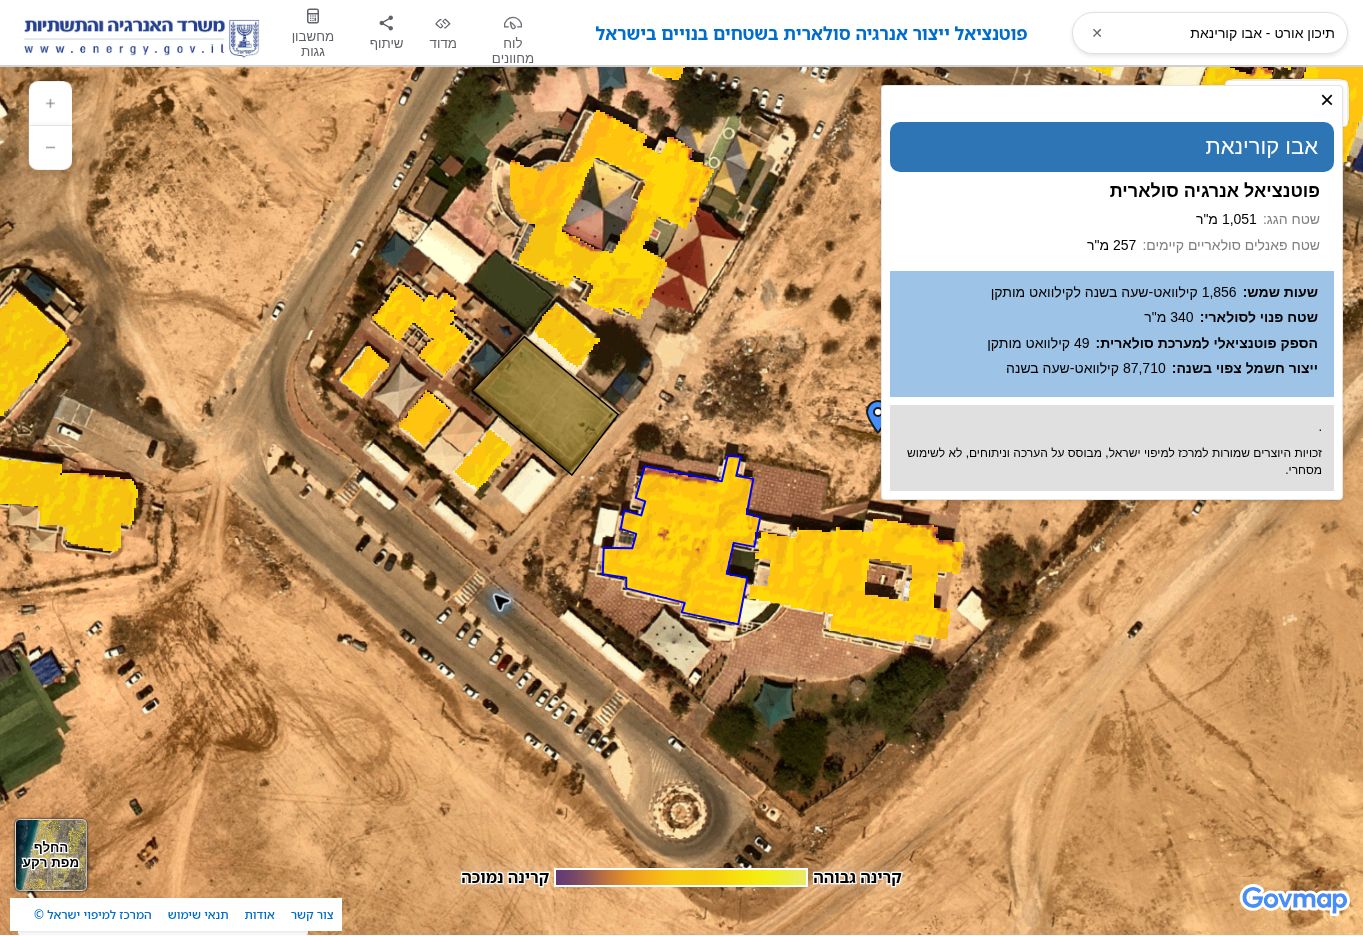 תיכון אורט - אבו קורינאת
פוטנציאל ייצור אנרגיה סולארית בשטחים בנויים בישראל
לוח
מחוונים
מדוד
שיתוף
מחשבון
גגות
משרד האנרגיה והתשתיות
www.energy.gov.il
אבו קורינאת
פוטנציאל אנרגיה סולארית
שטח הגג: 1,051 מ"ר
שטח פאנלים סולאריים קיימים: 257 מ"ר
שעות שמש: 1,856 קילוואט-שעה בשנה לקילוואט מותקן
שטח פנוי לסולארי: 340 מ"ר
הספק פוטנציאלי למערכת סולארית: 49 קילוואט מותקן
ייצור חשמל צפוי בשנה: 87,710 קילוואט-שעה בשנה
.
זכויות היוצרים שמורות למרכז למיפוי ישראל, מבוסס על הערכה וניתוחים, לא לשימוש
מסחרי.
החלף
מפת רקע
קרינה גבוהה
קרינה נמוכה
צור קשר
אודות
תנאי שימוש
המרכז למיפוי ישראל ©
Govmap